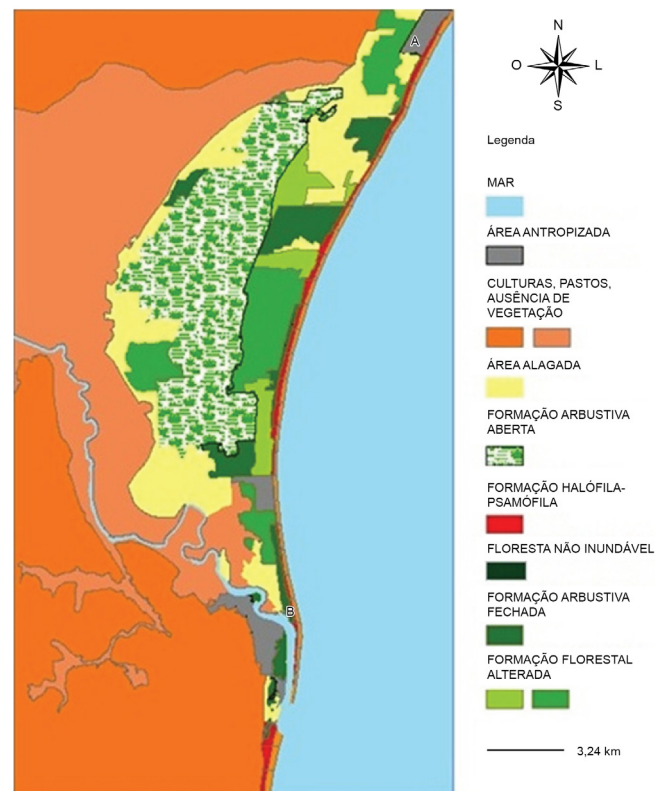 A
B
N
O
L
S
Legenda
MAR
ÁREA ANTROPIZADA
CULTURAS, PASTOS,
AUSÊNCIA DE
VEGETAÇÃO
ÁREA ALAGADA
FORMAÇÃO ARBUSTIVA
ABERTA
FORMAÇÃO HALÓFILA-
PSAMÓFILA
FLORESTA NÃO INUNDÁVEL
FORMAÇÃO ARBUSTIVA
FECHADA
FORMAÇÃO FLORESTAL
ALTERADA
3,24 km